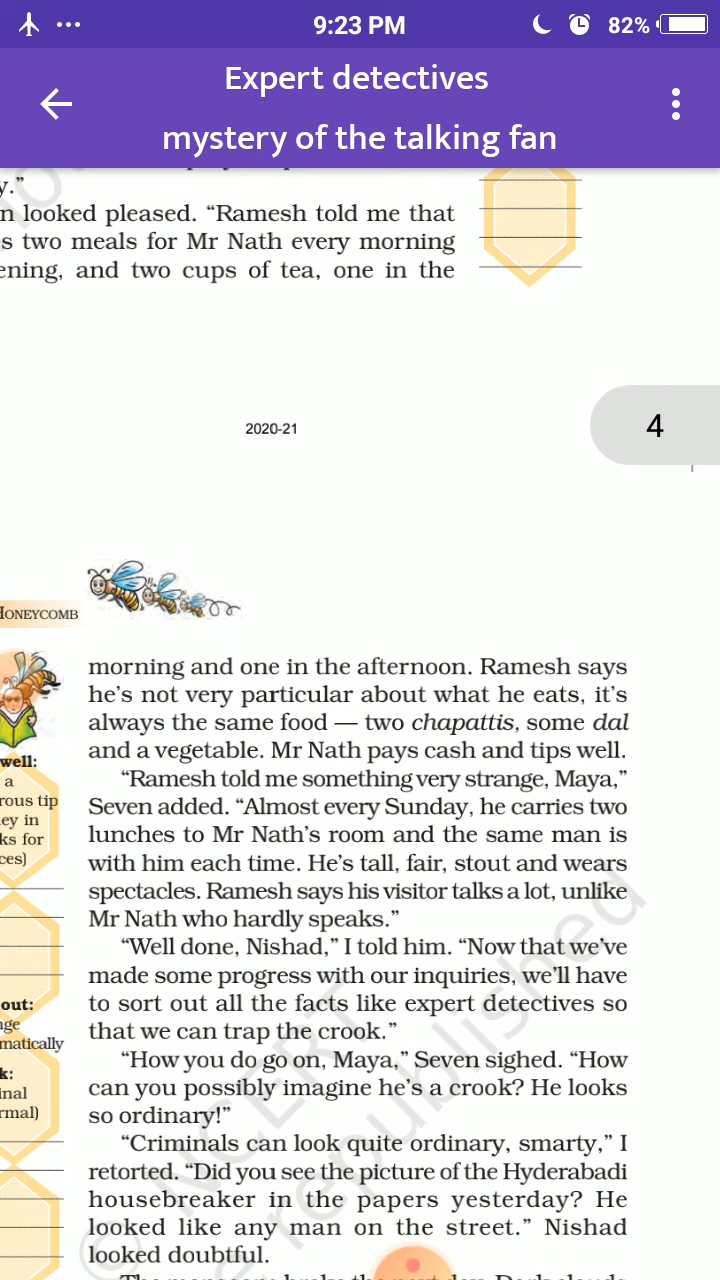 9:23 PM
82%
Expert detectives
mystery of the talking fan
y.”
n looked pleased. “Ramesh told me that
s two meals for Mr Nath every morning
ening, and two cups of tea, one in the
2020-21
4
HONEYCOMB
morning and one in the afternoon. Ramesh says
he’s not very particular about what he eats, it’s
always the same food — two chapattis, some dal
and a vegetable. Mr Nath pays cash and tips well.
“Ramesh told me something very strange, Maya,”
Seven added. “Almost every Sunday, he carries two
lunches to Mr Nath’s room and the same man is
with him each time. He’s tall, fair, stout and wears
spectacles. Ramesh says his visitor talks a lot, unlike
Mr Nath who hardly speaks.”
“Well done, Nishad,” I told him. “Now that we’ve
made some progress with our inquiries, we’ll have
to sort out all the facts like expert detectives so
that we can trap the crook.”
“How you do go on, Maya,” Seven sighed. “How
can you possibly imagine he’s a crook? He looks
so ordinary!”
“Criminals can look quite ordinary, smarty,” I
retorted. “Did you see the picture of the Hyderabadi
housebreaker in the papers yesterday? He
looked like any man on the street.” Nishad
looked doubtful.
The monsoons broke the next day. Dark clouds
well:
a
rous tip
ey in
ks for
ces)
out:
nge
matically
k:
inal
rmal)
© NCERT
republished